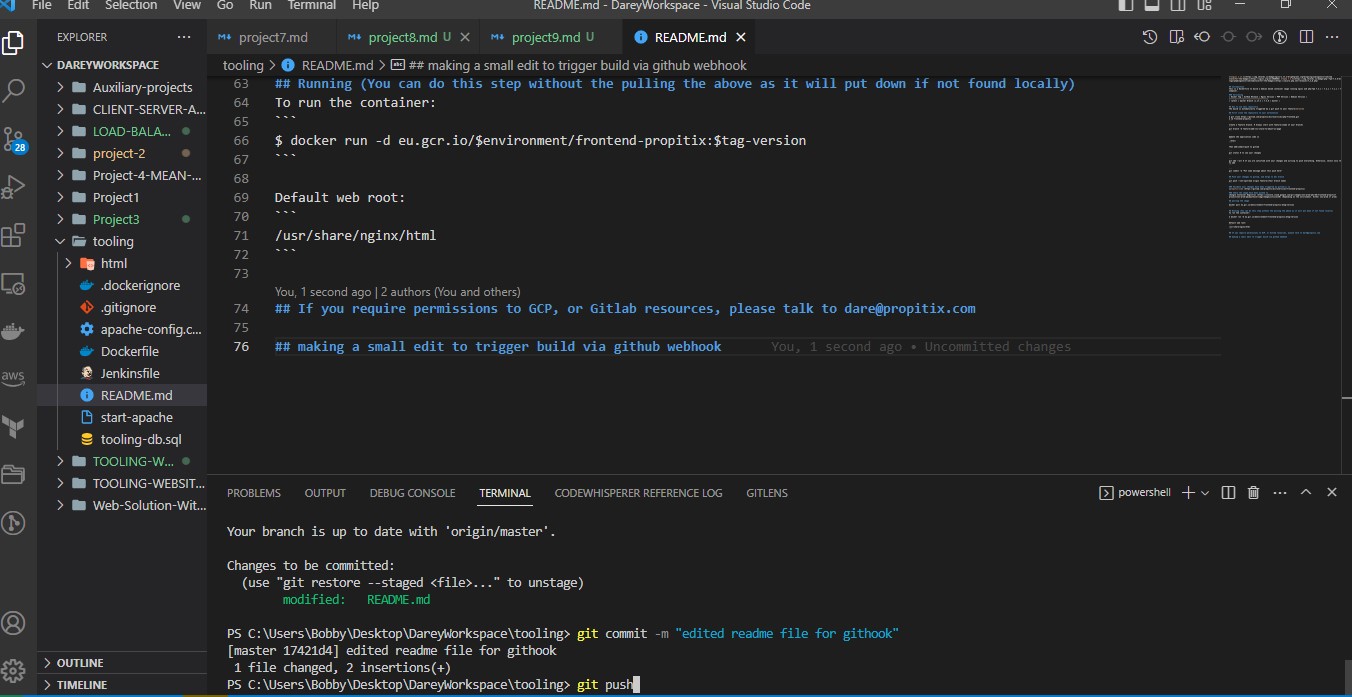 File Edit Selection View Go Run Terminal Help README.md - DareyWorkspace - Visual Studio Code
EXPLORER ...
DAREYWORKSPACE
Auxiliary-projects
CLIENT-SERVER-A...
LOAD-BALA...
project-2
Project-4-MEAN-...
Project1
Project3
tooling
html
.dockerignore
.gitignore
apache-config.c...
Dockerfile
Jenkinsfile
README.md
start-apache
tooling-db.sql
TOOLING-W...
TOOLING-WEBSIT...
Web-Solution-Wit...
OUTLINE
TIMELINE
28
aws
project7.md project8.md U project9.md U README.md
tooling > README.md > ## making a small edit to trigger build via github webhook
63 ## Running (You can do this step without the pulling the above as it will put down if not found locally)
64 To run the container:
65 ```
66 $ docker run -d eu.gcr.io/$environment/frontend-propitix:$tag-version
67 ```
68
69 Default web root:
70 ```
71 /usr/share/nginx/html
72 ```
73
You, 1 second ago | 2 authors (You and others)
74 ## If you require permissions to GCP, or Gitlab resources, please talk to dare@propitix.com
75
76 ## making a small edit to trigger build via github webhook You, 1 second ago • Uncommitted changes
PROBLEMS OUTPUT DEBUG CONSOLE TERMINAL CODEWHISPERER REFERENCE LOG GITLENS powershell
Your branch is up to date with 'origin/master'.
Changes to be committed:
(use "git restore --staged <file>..." to unstage)
modified: README.md
PS C:\Users\Bobby\Desktop\DareyWorkspace\tooling> git commit -m "edited readme file for githook"
[master 17421d4] edited readme file for githook
1 file changed, 2 insertions(+)
PS C:\Users\Bobby\Desktop\DareyWorkspace\tooling> git push